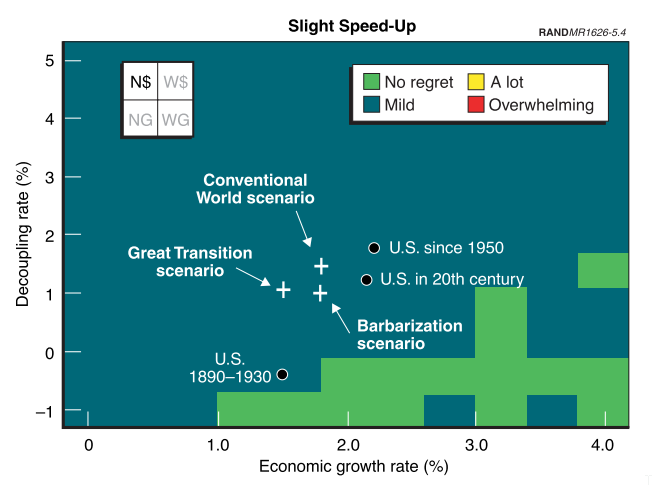 Slight Speed-Up
RANDMR1626-5.4
5
4
3
2
1
0
–1
Decoupling rate (%)
N$ W$
NG WG
No regret A lot
Mild Overwhelming
Conventional
World scenario
Great Transition
scenario
U.S. since 1950
U.S. in 20th century
Barbarization
scenario
U.S.
1890–1930
0 1.0 2.0 3.0 4.0
Economic growth rate (%)